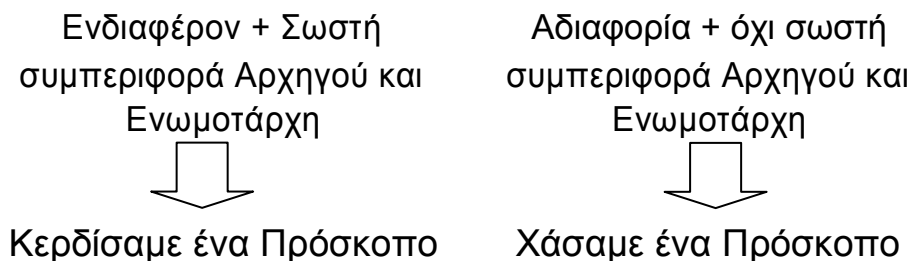 Ενδιαφέρον + Σωστή
συμπεριφορά Αρχηγού και
Ενωμοτάρχη
Κερδίσαμε ένα Πρόσκοπο
Αδιαφορία + όχι σωστή
συμπεριφορά Αρχηγού και
Ενωμοτάρχη
Χάσαμε ένα Πρόσκοπο